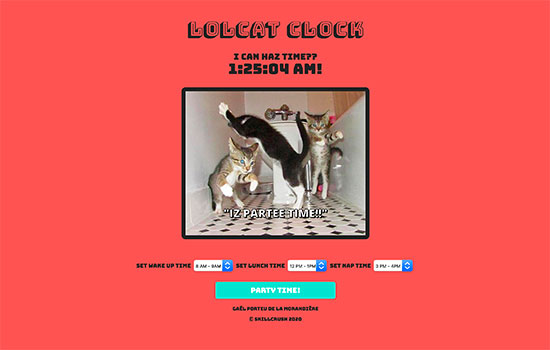 LOLCAT CLOCK
I CAN HAZ TIME??
1:25:04 AM!
"IZ PARTEE TIME!!"
SET WAKE UP TIME 8 AM - 9AM SET LUNCH TIME 12 PM - 1PM SET NAP TIME 3 PM - 4PM
PARTY TIME!
GAËL PORTIU DE LA MORANDIÈRE
© SKILLCRUSH 2020